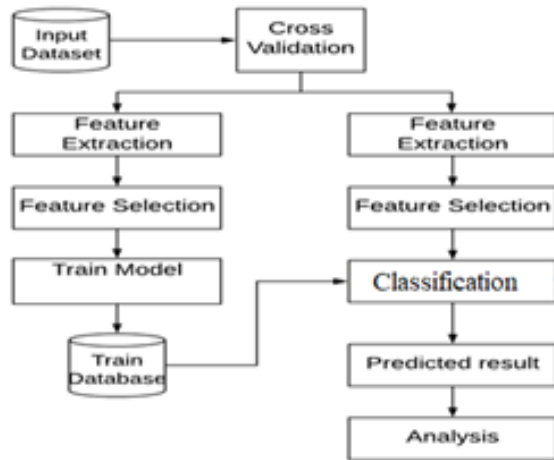 Input
Dataset
Cross
Validation
Feature
Extraction
Feature
Extraction
Feature Selection
Feature Selection
Train Model
Classification
Train
Database
Predicted result
Analysis